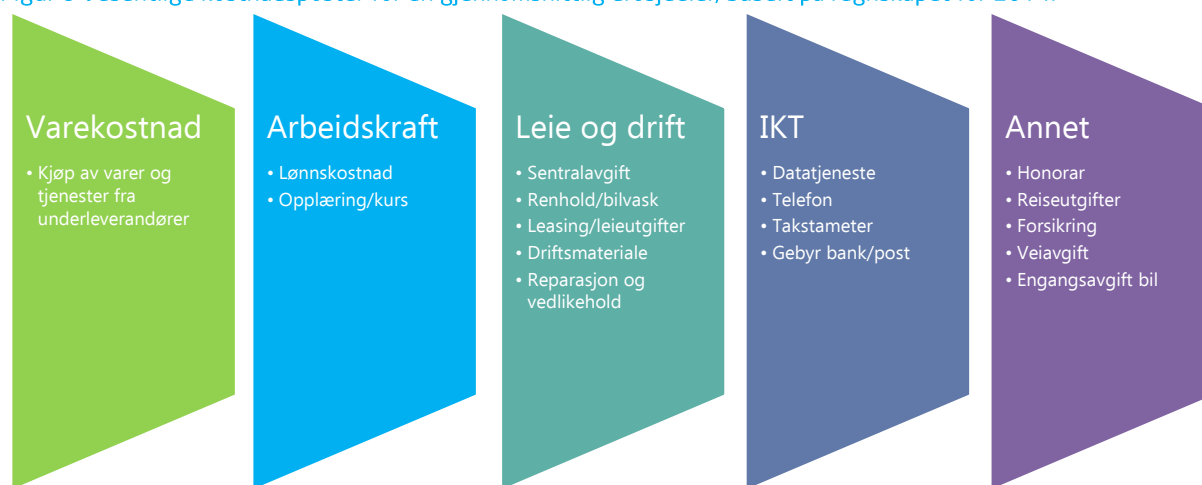 Varekostnad
• Kjøp av varer og
tjenester fra
underleverandører
Arbeidskraft
• Lønnskostnad
• Opplæring/kurs
Leie og drift
• Sentralavgift
• Renhold/bilvask
• Leasing/leieutgifter
• Driftsmateriale
• Reparasjon og
vedlikehold
IKT
• Datatjeneste
• Telefon
• Takstameter
• Gebyr bank/post
Annet
• Honorar
• Reiseutgifter
• Forsikring
• Veiavgift
• Engangsavgift bil